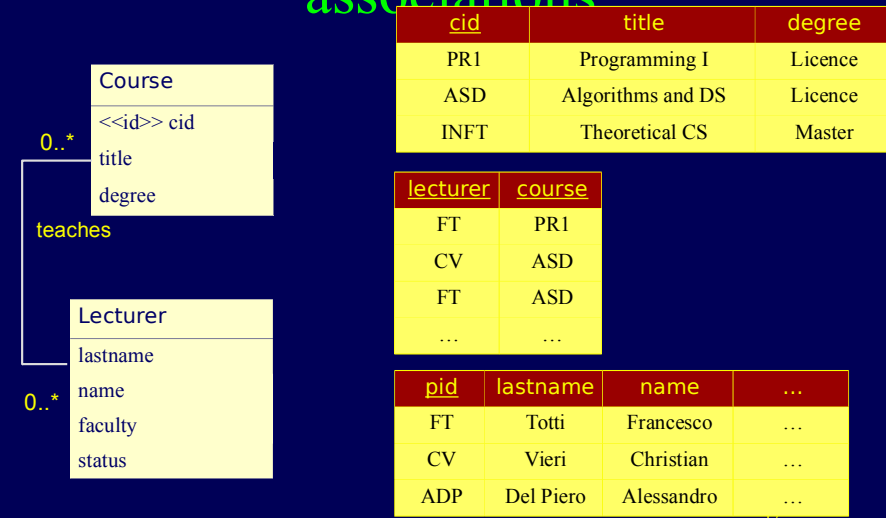 associations
Course
<<id>> cid
title
degree
0..*
teaches
Lecturer
lastname
name
faculty
status
0..*
cid title degree
PR1 Programming I Licence
ASD Algorithms and DS Licence
INFT Theoretical CS Master
lecturer course
FT PR1
CV ASD
FT ASD
… …
pid lastname name …
FT Totti Francesco …
CV Vieri Christian …
ADP Del Piero Alessandro …